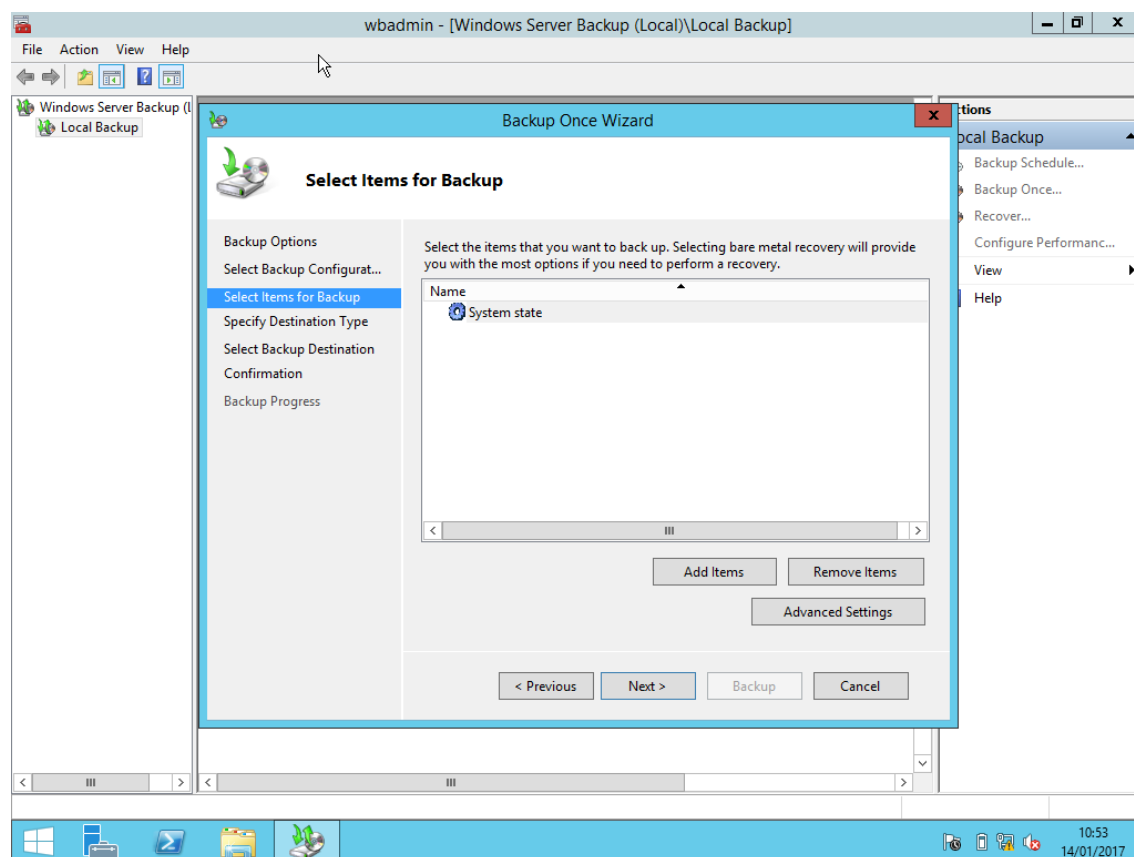 wbadmin - [Windows Server Backup (Local)\Local Backup]
File Action View Help
Windows Server Backup (L
Local Backup
Backup Once Wizard
Select Items for Backup
Backup Options
Select Backup Configurat...
Select Items for Backup
Specify Destination Type
Select Backup Destination
Confirmation
Backup Progress
Select the items that you want to back up. Selecting bare metal recovery will provide
you with the most options if you need to perform a recovery.
Name
System state
Add Items
Remove Items
Advanced Settings
< Previous
Next >
Backup
Cancel
ctions
ocal Backup
Backup Schedule...
Backup Once...
Recover...
Configure Performanc...
View
Help
10:53
14/01/2017